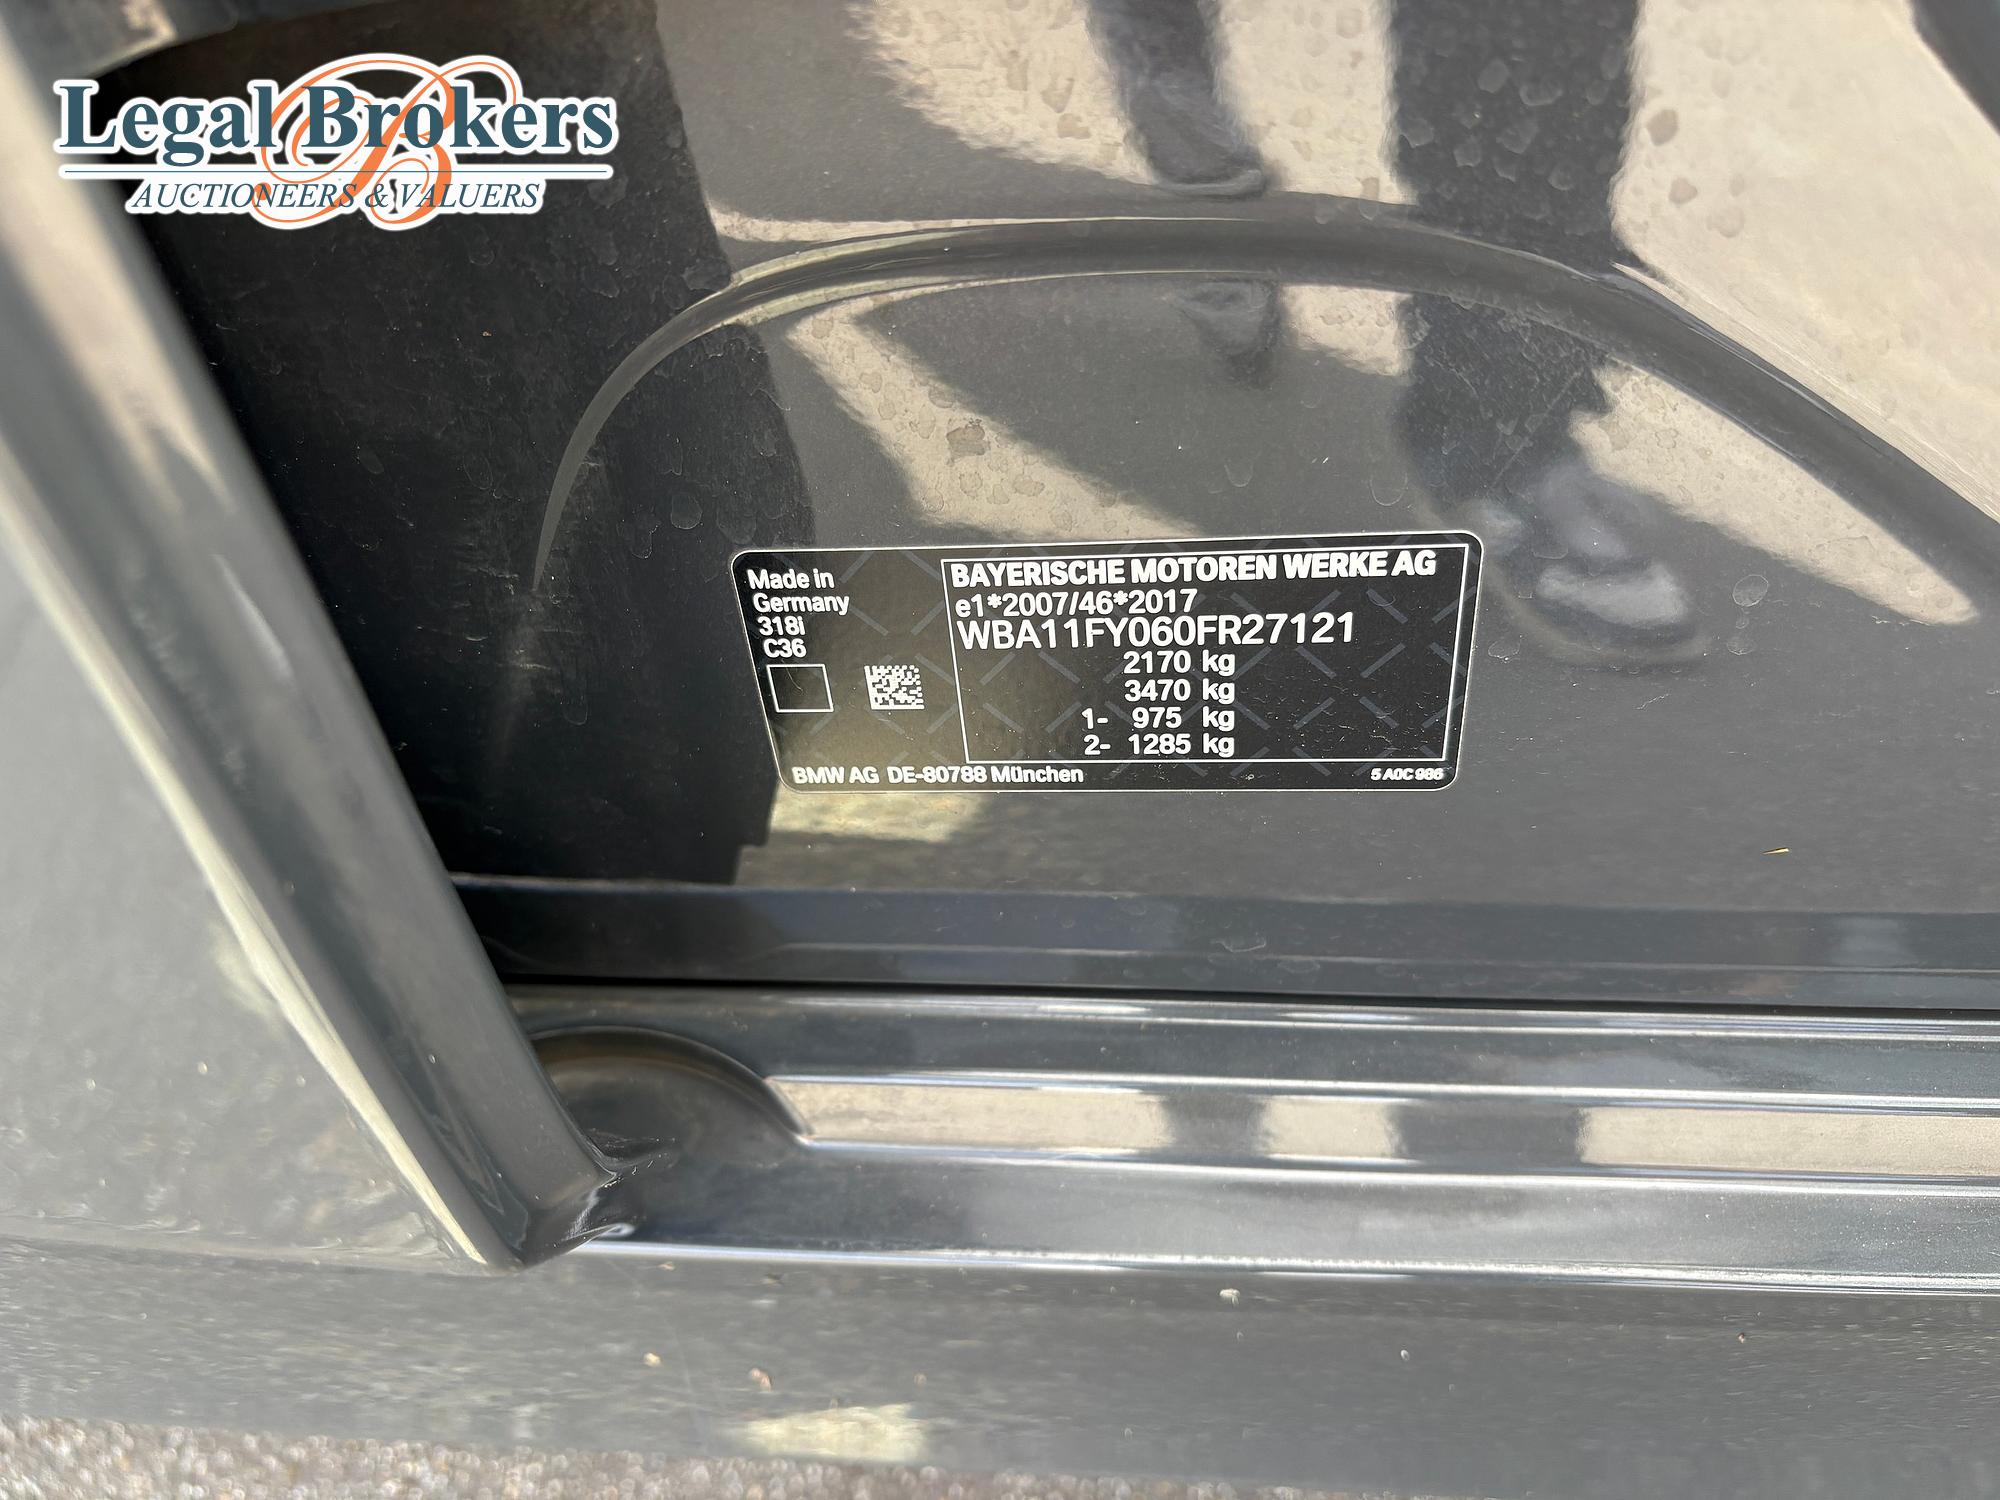 Legal Brokers
AUCTIONEERS & VALUERS
Made in
Germany
318i
C36
BAYERISCHE MOTOREN WERKE AG
e1*2007/46*2017
WBA11FY060FR27121
2170 kg
3470 kg
1- 975 kg
2- 1285 kg
BMW AG DE-80788 München
5 A0C 986